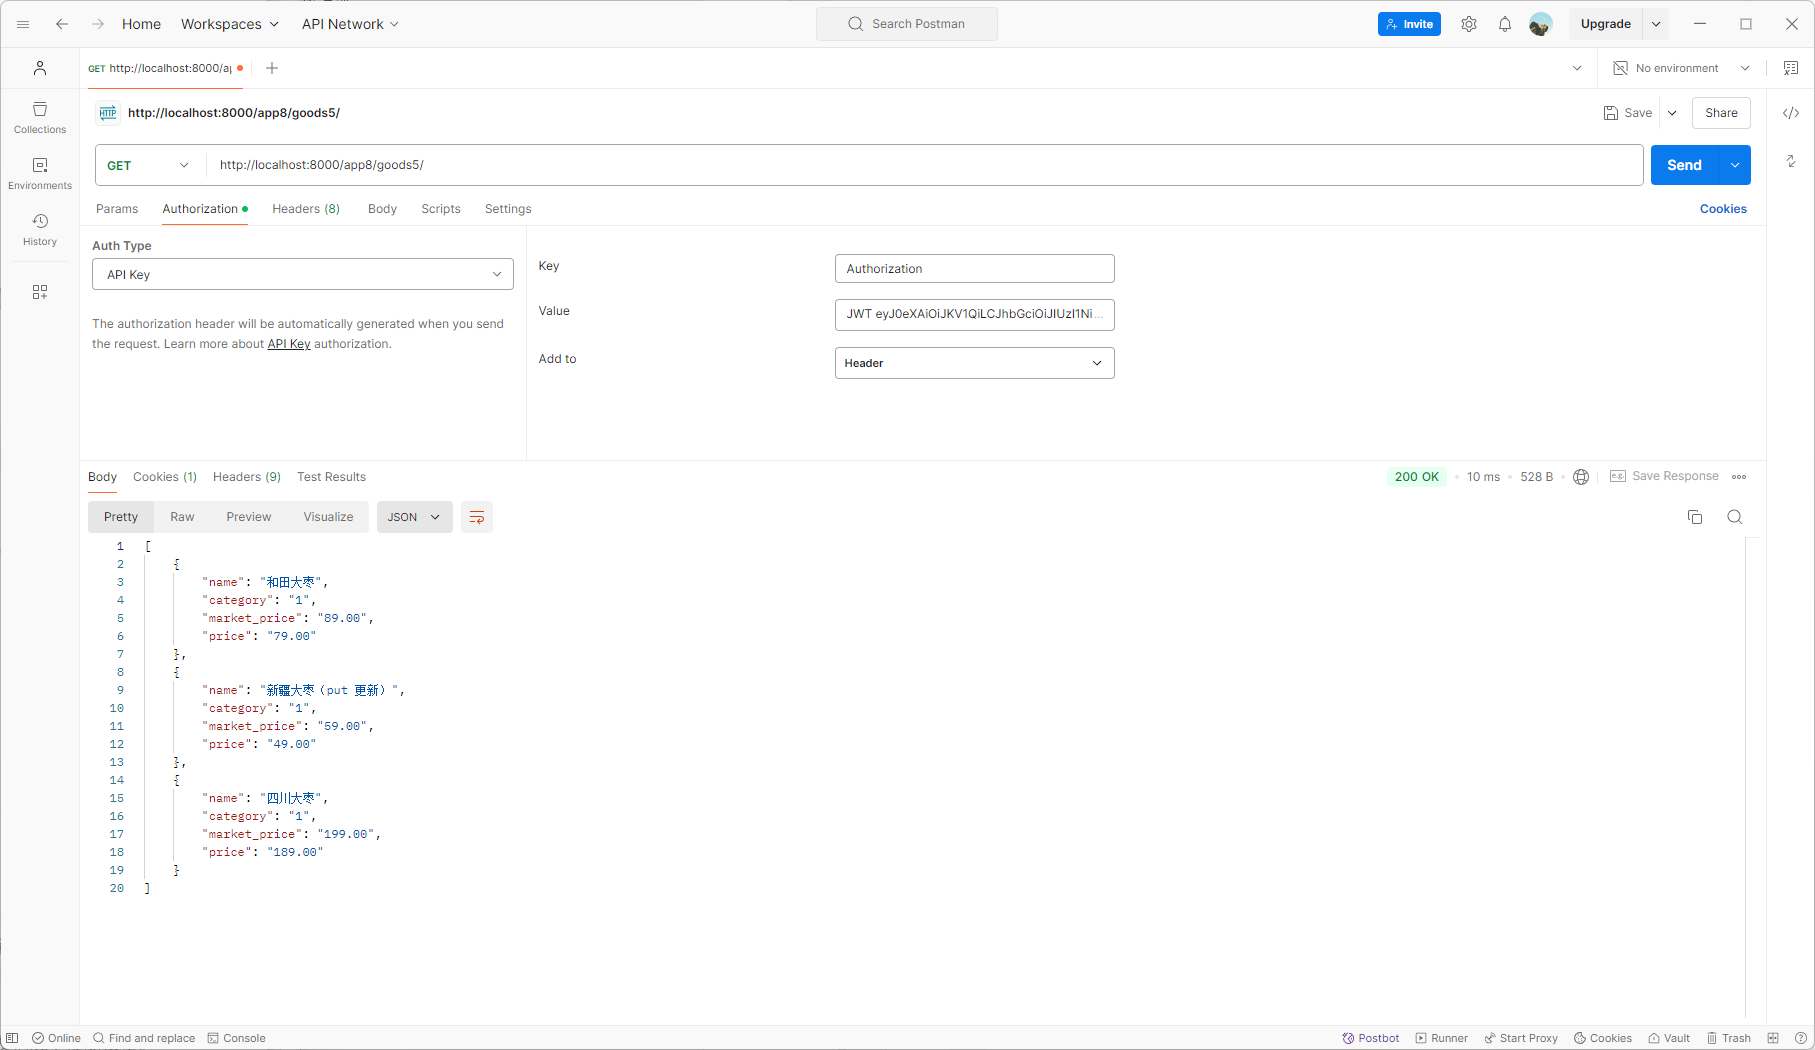 Home Workspaces API Network Search Postman Invite Upgrade
GET http://localhost:8000/a No environment
HTTP http://localhost:8000/app8/goods5/ Save Share
GET http://localhost:8000/app8/goods5/ Send
Collections
Environments
History
Params Authorization Headers (8) Body Scripts Settings Cookies
Auth Type
API Key
The authorization header will be automatically generated when you send
the request. Learn more about API Key authorization.
Key Authorization
Value JWT eyJ0eXAiOiJKV1QiLCJhbGciOiJIUzI1Ni...
Add to Header
Body Cookies (1) Headers (9) Test Results 200 OK 10 ms 528 B e.g. Save Response
Pretty Raw Preview Visualize JSON
1 [
2 {
3 "name": "和田大枣",
4 "category": "1",
5 "market_price": "89.00",
6 "price": "79.00"
7 },
8 {
9 "name": "新疆大枣（put 更新）",
10 "category": "1",
11 "market_price": "59.00",
12 "price": "49.00"
13 },
14 {
15 "name": "四川大枣",
16 "category": "1",
17 "market_price": "199.00",
18 "price": "189.00"
19 }
20 ]
Online Find and replace Console Postbot Runner Start Proxy Cookies Vault Trash